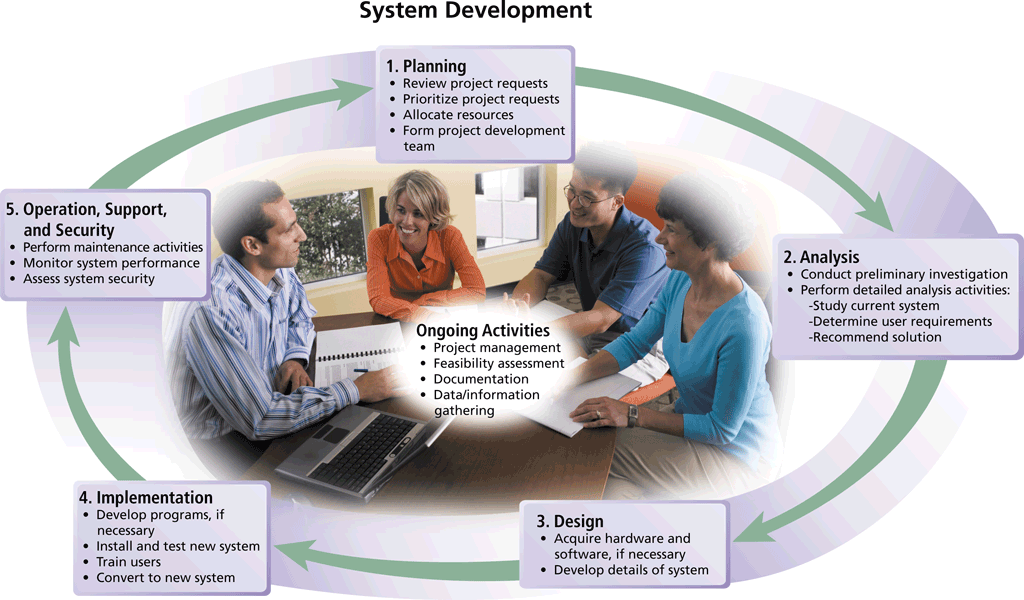 System Development
1. Planning
• Review project requests
• Prioritize project requests
• Allocate resources
• Form project development
team
2. Analysis
• Conduct preliminary investigation
• Perform detailed analysis activities:
-Study current system
-Determine user requirements
-Recommend solution
3. Design
• Acquire hardware and
software, if necessary
• Develop details of system
4. Implementation
• Develop programs, if
necessary
• Install and test new system
• Train users
• Convert to new system
5. Operation, Support,
and Security
• Perform maintenance activities
• Monitor system performance
• Assess system security
Ongoing Activities
• Project management
• Feasibility assessment
• Documentation
• Data/information
gathering